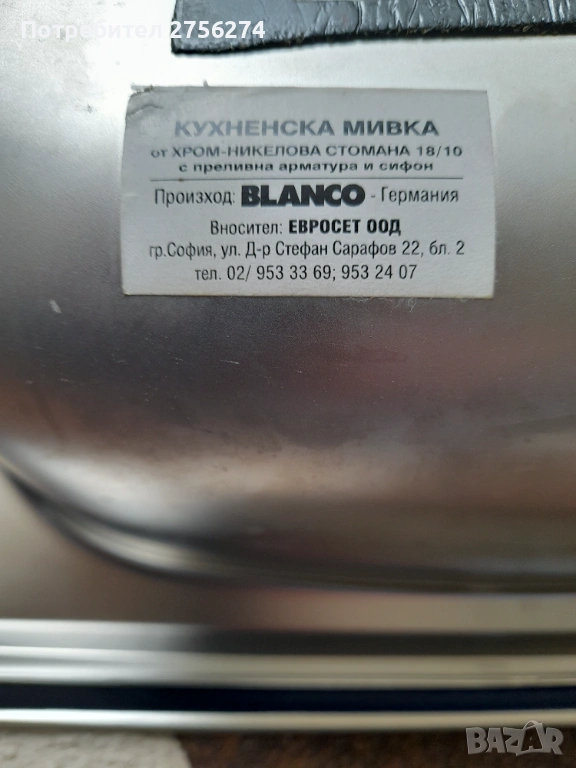 Потребител 2756274
КУХНЕНСКА МИВКА
от ХРОМ-НИКЕЛОВА СТОМАНА 18/10
с преливна арматура и сифон
Произход: BLANCO - Германия
Вносител: ЕВРОСЕТ ООД
гр.София, ул. Д-р Стефан Сарафов 22, бл. 2
тел. 02/ 953 33 69; 953 24 07
BAZAR